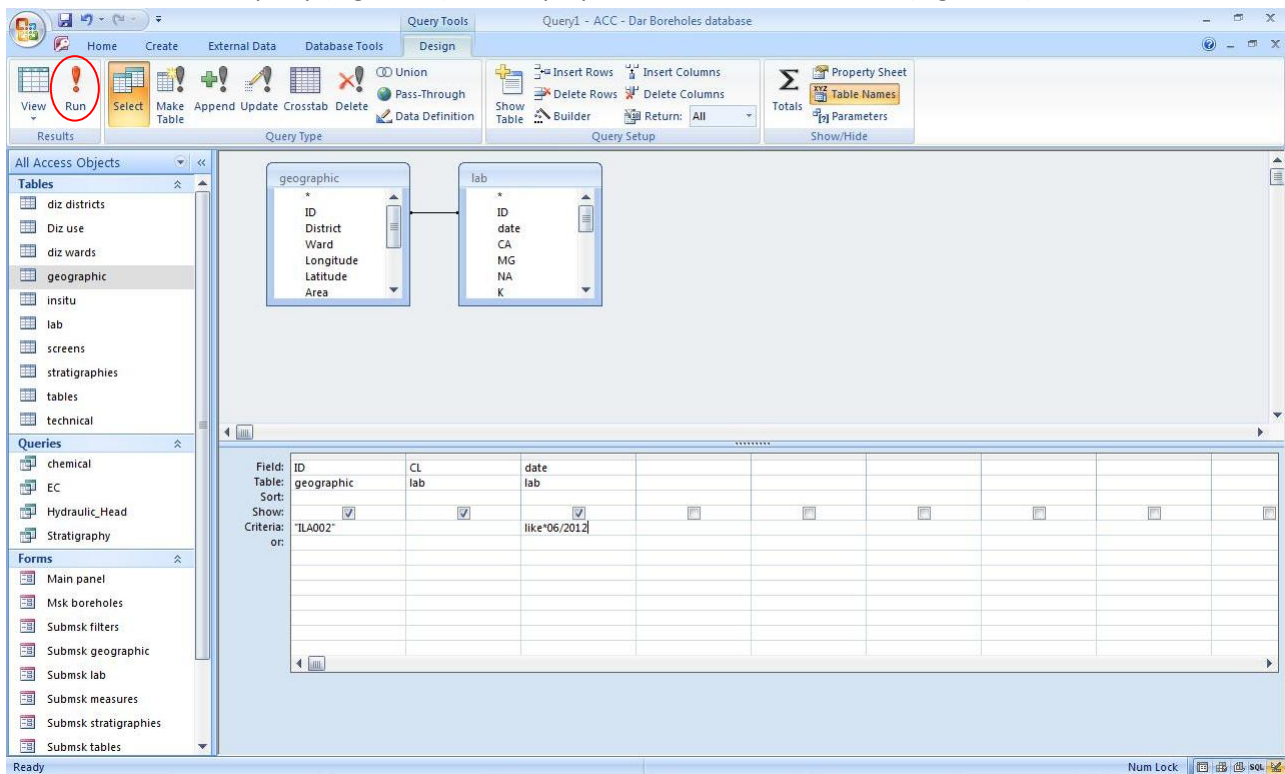 Query Tools
Query1 - ACC - Dar Boreholes database
Home Create External Data Database Tools Design
View Run Select Make Table Append Update Crosstab Delete
Union
Pass-Through
Data Definition
Show Table
Insert Rows
Delete Rows
Builder
Insert Columns
Delete Columns
Return: All
Totals
Property Sheet
Table Names
Parameters
Results Query Type Query Setup Show/Hide
All Access Objects
Tables
diz districts
Diz use
diz wards
geographic
insitu
lab
screens
stratigraphies
tables
technical
Queries
chemical
EC
Hydraulic_Head
Stratigraphy
Forms
Main panel
Msk boreholes
Submsk filters
Submsk geographic
Submsk lab
Submsk measures
Submsk stratigraphies
Submsk tables
geographic
*
ID
District
Ward
Longitude
Latitude
Area
lab
*
ID
date
CA
MG
NA
K
Field: ID CL date
Table: geographic lab lab
Sort:
Show:
Criteria: "ILA002" like*06/2012
or:
Ready Num Lock SQL